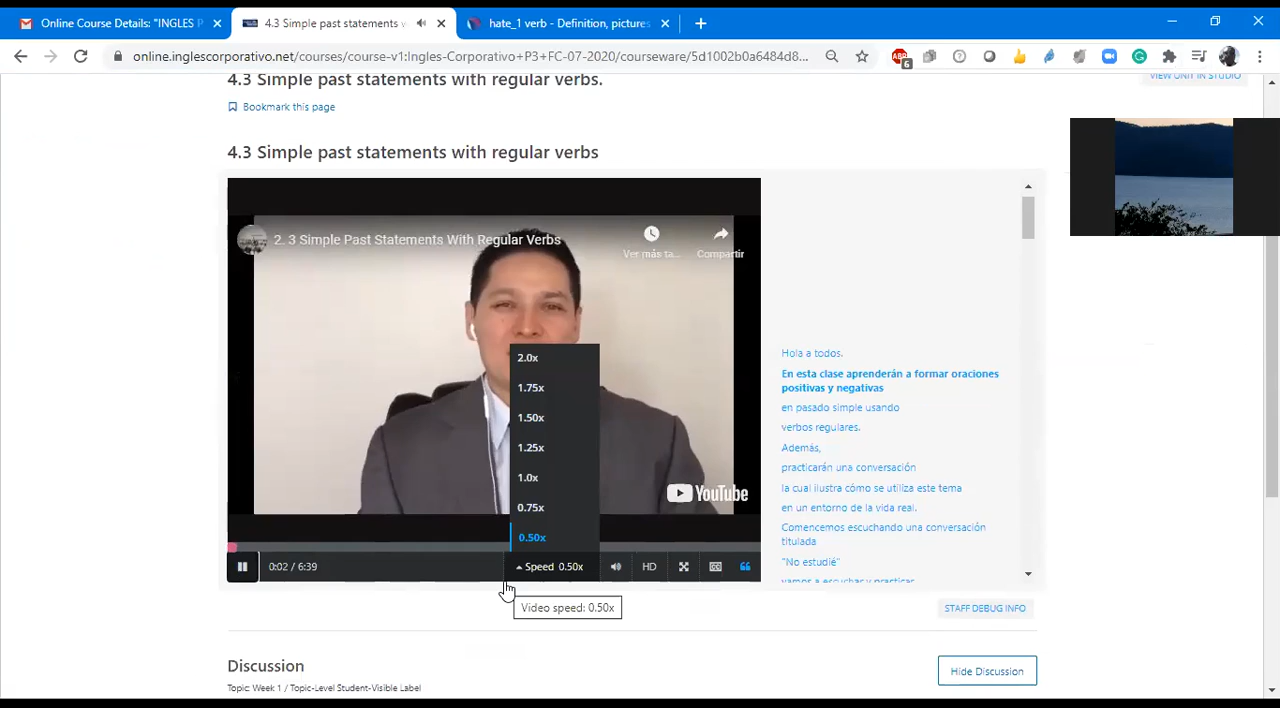 Online Course Details: "INGLES P
4.3 Simple past statements w
hate_1 verb - Definition, pictures
online.inglescorporativo.net/courses/course-v1:Ingles-Corporativo+P3+FC-07-2020/courseware/5d1002b0a6484d8...
6
4.3 Simple past statements with regular verbs.
VIEW UNIT IN STUDIO
Bookmark this page
4.3 Simple past statements with regular verbs
2. 3 Simple Past Statements With Regular Verbs
Ver más ta...
Compartir
2.0x
1.75x
1.50x
1.25x
1.0x
0.75x
0.50x
YouTube
0:02 / 6:39
Speed 0.50x
HD
Video speed: 0.50x
Hola a todos.
En esta clase aprenderán a formar oraciones
positivas y negativas
en pasado simple usando
verbos regulares.
Además,
practicarán una conversación
la cual ilustra cómo se utiliza este tema
en un entorno de la vida real.
Comencemos escuchando una conversación
titulada
"No estudié"
vamos a escuchar y practicar
STAFF DEBUG INFO
Discussion
Hide Discussion
Topic: Week 1 / Topic-Level Student-Visible Label